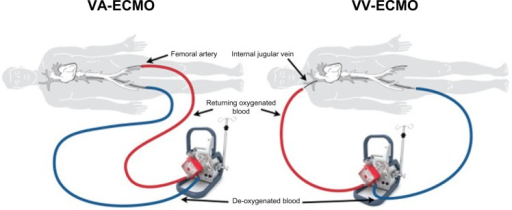 VA-ECMO
VV-ECMO
Femoral artery
Internal jugular vein
Returning oxygenated
blood
De-oxygenated blood